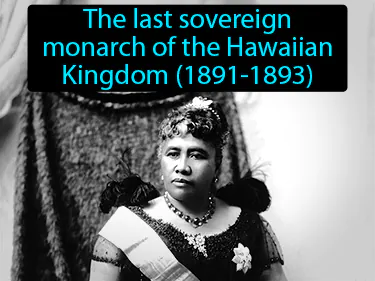 The last sovereign
monarch of the Hawaiian
Kingdom (1891-1893)